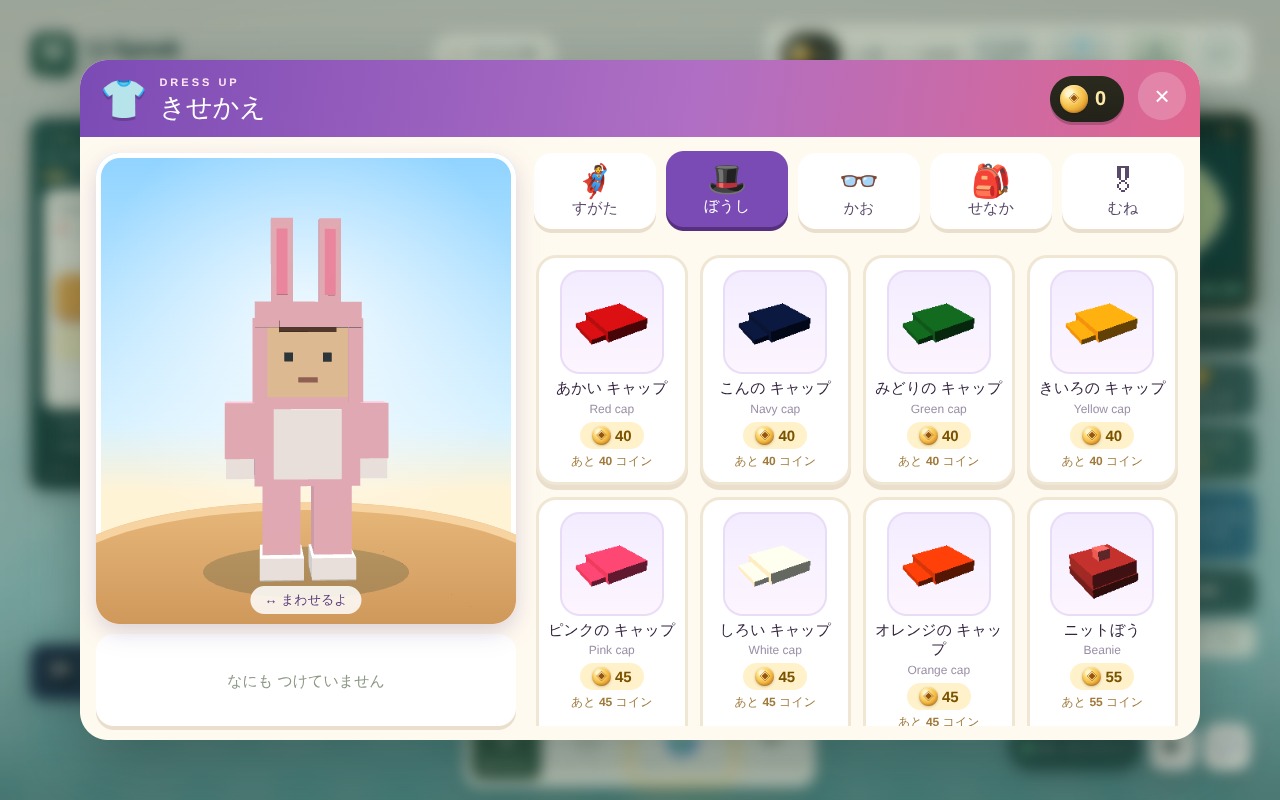 DRESS UP
きせかえ
0
すがた
ぼうし
かお
せなか
むね
あかい キャップ
Red cap
40
あと 40 コイン
こんの キャップ
Navy cap
40
あと 40 コイン
みどりの キャップ
Green cap
40
あと 40 コイン
きいろの キャップ
Yellow cap
40
あと 40 コイン
ピンクの キャップ
Pink cap
45
あと 45 コイン
しろい キャップ
White cap
45
あと 45 コイン
オレンジの キャッ
プ
Orange cap
45
あと 45 コイン
ニットぼう
Beanie
55
あと 55 コイン
↔ まわせるよ
なにも つけていません